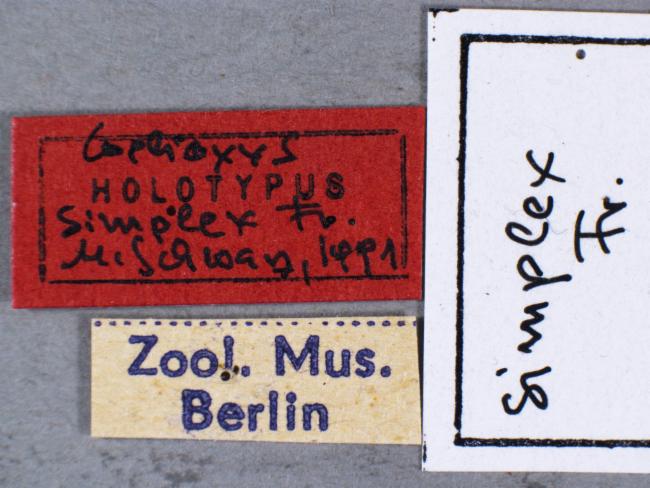 Coelioxys
HOLOTYPUS
simplex Fr.
M. Schwarz, 1991
Zool. Mus.
Berlin
simplex
Fr.